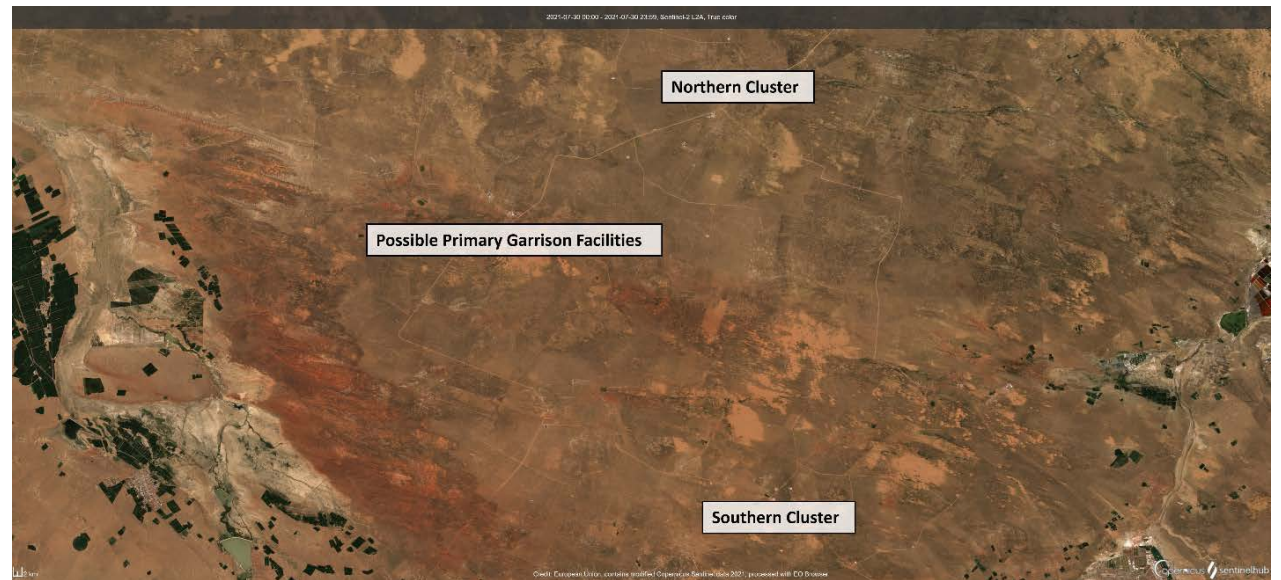 2021-07-30 00:00 - 2021-07-30 23:59, Sentinel-2 L2A, True color
Northern Cluster
Possible Primary Garrison Facilities
Southern Cluster
Credit: European Union, contains modified Copernicus Sentinel data 2021, processed with EO Browser
copernicus sentinelhub